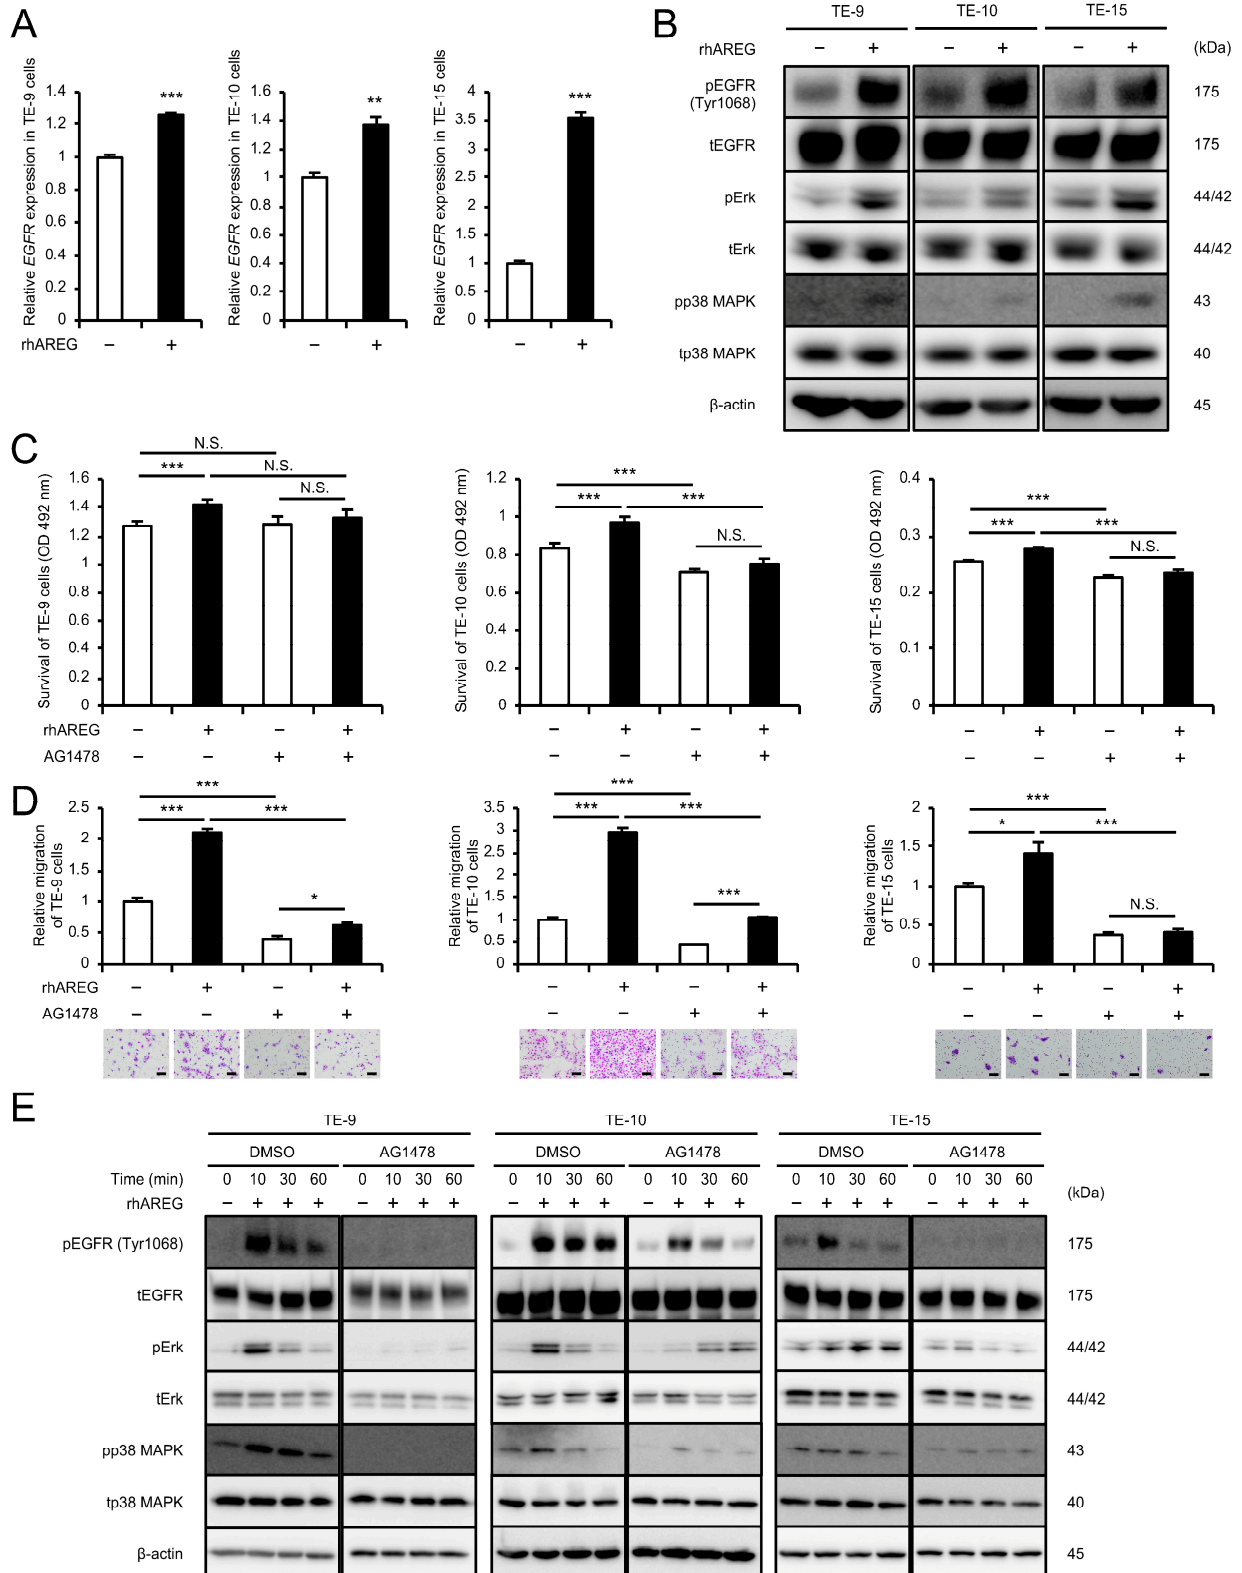 A
Relative EGFR expression in TE-9 cells
1.4
1.2
1
0.8
0.6
0.4
0.2
0
***
rhAREG – +
Relative EGFR expression in TE-10 cells
1.6
1.4
1.2
1
0.8
0.6
0.4
0.2
0
**
– +
Relative EGFR expression in TE-15 cells
4
3.5
3
2.5
2
1.5
1
0.5
0
***
– +
B
TE-9 TE-10 TE-15
rhAREG – + – + – + (kDa)
pEGFR (Tyr1068) 175
tEGFR 175
pErk 44/42
tErk 44/42
pp38 MAPK 43
tp38 MAPK 40
β-actin 45
C
Survival of TE-9 cells (OD 492 nm)
1.6
1.4
1.2
1
0.8
0.6
0.4
0.2
0
N.S.
*** N.S.
N.S.
rhAREG – + – +
AG1478 – – + +
Survival of TE-10 cells (OD 492 nm)
1.2
1
0.8
0.6
0.4
0.2
0
***
*** ***
N.S.
– + – +
– – + +
Survival of TE-15 cells (OD 492 nm)
0.4
0.3
0.2
0.1
0
***
*** ***
N.S.
– + – +
– – + +
D
Relative migration
of TE-9 cells
2.5
2
1.5
1
0.5
0
***
*** ***
*
rhAREG – + – +
AG1478 – – + +
Relative migration
of TE-10 cells
3.5
3
2.5
2
1.5
1
0.5
0
***
*** ***
***
– + – +
– – + +
Relative migration
of TE-15 cells
2
1.5
1
0.5
0
***
* ***
N.S.
– + – +
– – + +
E
TE-9 TE-10 TE-15
DMSO AG1478 DMSO AG1478 DMSO AG1478
Time (min) 0 10 30 60 0 10 30 60 0 10 30 60 0 10 30 60 0 10 30 60 0 10 30 60
rhAREG – + + + – + + + – + + + – + + + – + + + – + + + (kDa)
pEGFR (Tyr1068) 175
tEGFR 175
pErk 44/42
tErk 44/42
pp38 MAPK 43
tp38 MAPK 40
β-actin 45